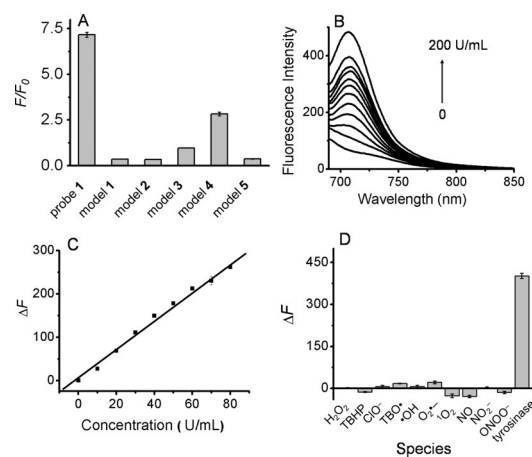 A
F/F₀
7.5
5.0
2.5
0.0
probe 1
model 1
model 2
model 3
model 4
model 5
B
Fluorescence Intensity
400
300
200
100
0
200 U/mL
0
700 750 800 850
Wavelength (nm)
C
ΔF
300
200
100
0
0 20 40 60 80
Concentration (U/mL)
D
ΔF
450
300
150
0
H₂O₂
TBHP
ClO⁻
TBO•
•OH
O₂•⁻
¹O₂
NO
NO₂⁻
ONOO⁻
tyrosinase
Species